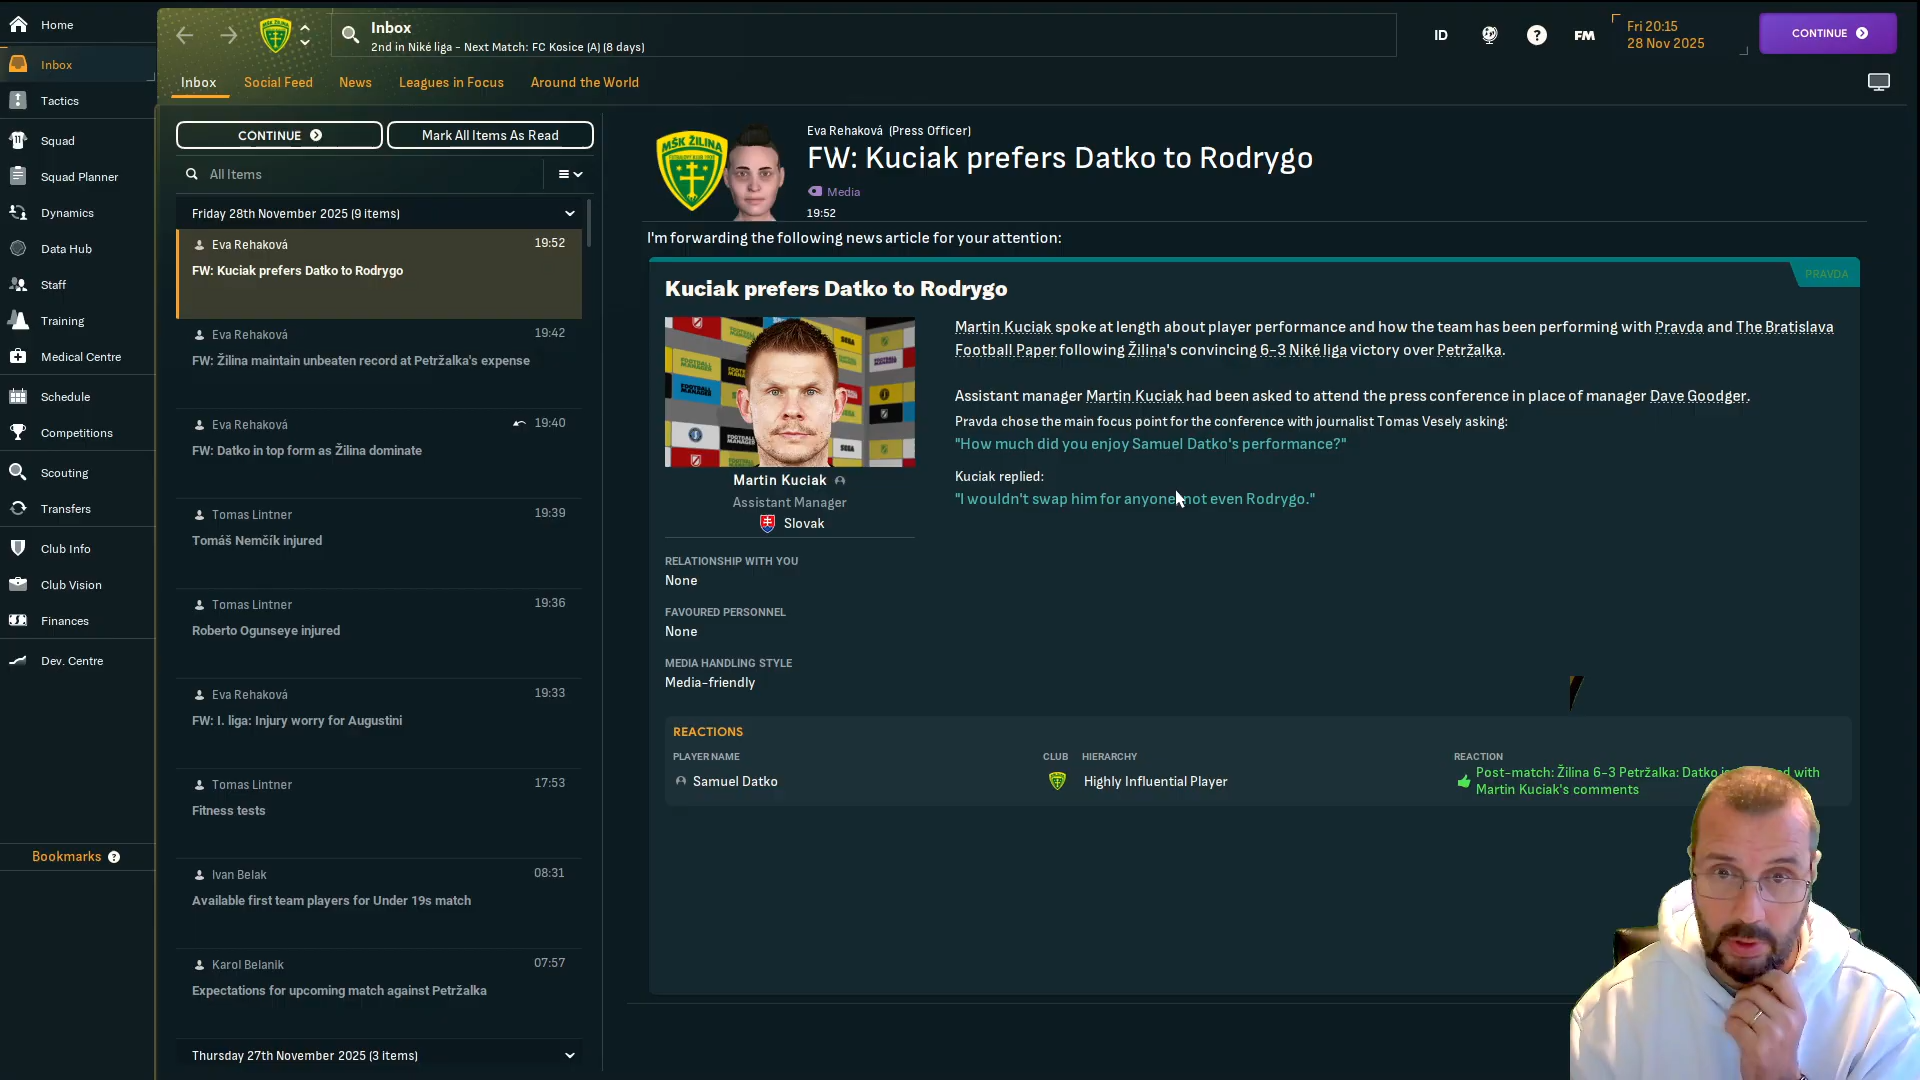 Home
Inbox
Tactics
Squad
Squad Planner
Dynamics
Data Hub
Staff
Training
Medical Centre
Schedule
Competitions
Scouting
Transfers
Club Info
Club Vision
Finances
Dev. Centre
Bookmarks ?
Inbox
2nd in Niké liga - Next Match: FC Kosice (A) (8 days)
ID
?
FM
Fri 20:15
28 Nov 2025
CONTINUE
Inbox
Social Feed
News
Leagues in Focus
Around the World
CONTINUE
Mark All Items As Read
All Items
Friday 28th November 2025 (9 items)
Eva Rehaková 19:52
FW: Kuciak prefers Datko to Rodrygo
Eva Rehaková 19:42
FW: Žilina maintain unbeaten record at Petržalka's expense
Eva Rehaková 19:40
FW: Datko in top form as Žilina dominate
Tomas Lintner 19:39
Tomáš Nemčík injured
Tomas Lintner 19:36
Roberto Ogunseye injured
Eva Rehaková 19:33
FW: I. liga: Injury worry for Augustini
Tomas Lintner 17:53
Fitness tests
Ivan Belak 08:31
Available first team players for Under 19s match
Karol Belanik 07:57
Expectations for upcoming match against Petržalka
Thursday 27th November 2025 (3 items)
MŠK ŽILINA
Eva Rehaková (Press Officer)
FW: Kuciak prefers Datko to Rodrygo
Media
19:52
I'm forwarding the following news article for your attention:
PRAVDA
Kuciak prefers Datko to Rodrygo
Martin Kuciak spoke at length about player performance and how the team has been performing with Pravda and The Bratislava
Football Paper following Žilina's convincing 6-3 Niké liga victory over Petržalka.
Assistant manager Martin Kuciak had been asked to attend the press conference in place of manager Dave Goodger.
Pravda chose the main focus point for the conference with journalist Tomas Vesely asking:
"How much did you enjoy Samuel Datko's performance?"
Kuciak replied:
"I wouldn't swap him for anyone not even Rodrygo."
Martin Kuciak
Assistant Manager
Slovak
RELATIONSHIP WITH YOU
None
FAVOURED PERSONNEL
None
MEDIA HANDLING STYLE
Media-friendly
REACTIONS
PLAYER NAME
CLUB
HIERARCHY
REACTION
Samuel Datko
Highly Influential Player
Post-match: Žilina 6-3 Petržalka: Datko with
Martin Kuciak's comments